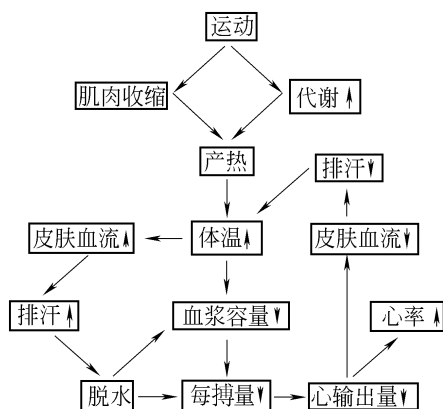 运动
肌肉收缩 代谢↑
产热
排汗↓
皮肤血流↑ 体温↑ 皮肤血流↓
排汗↑ 血浆容量↓ 心率↑
脱水 每搏量↓ 心输出量↓